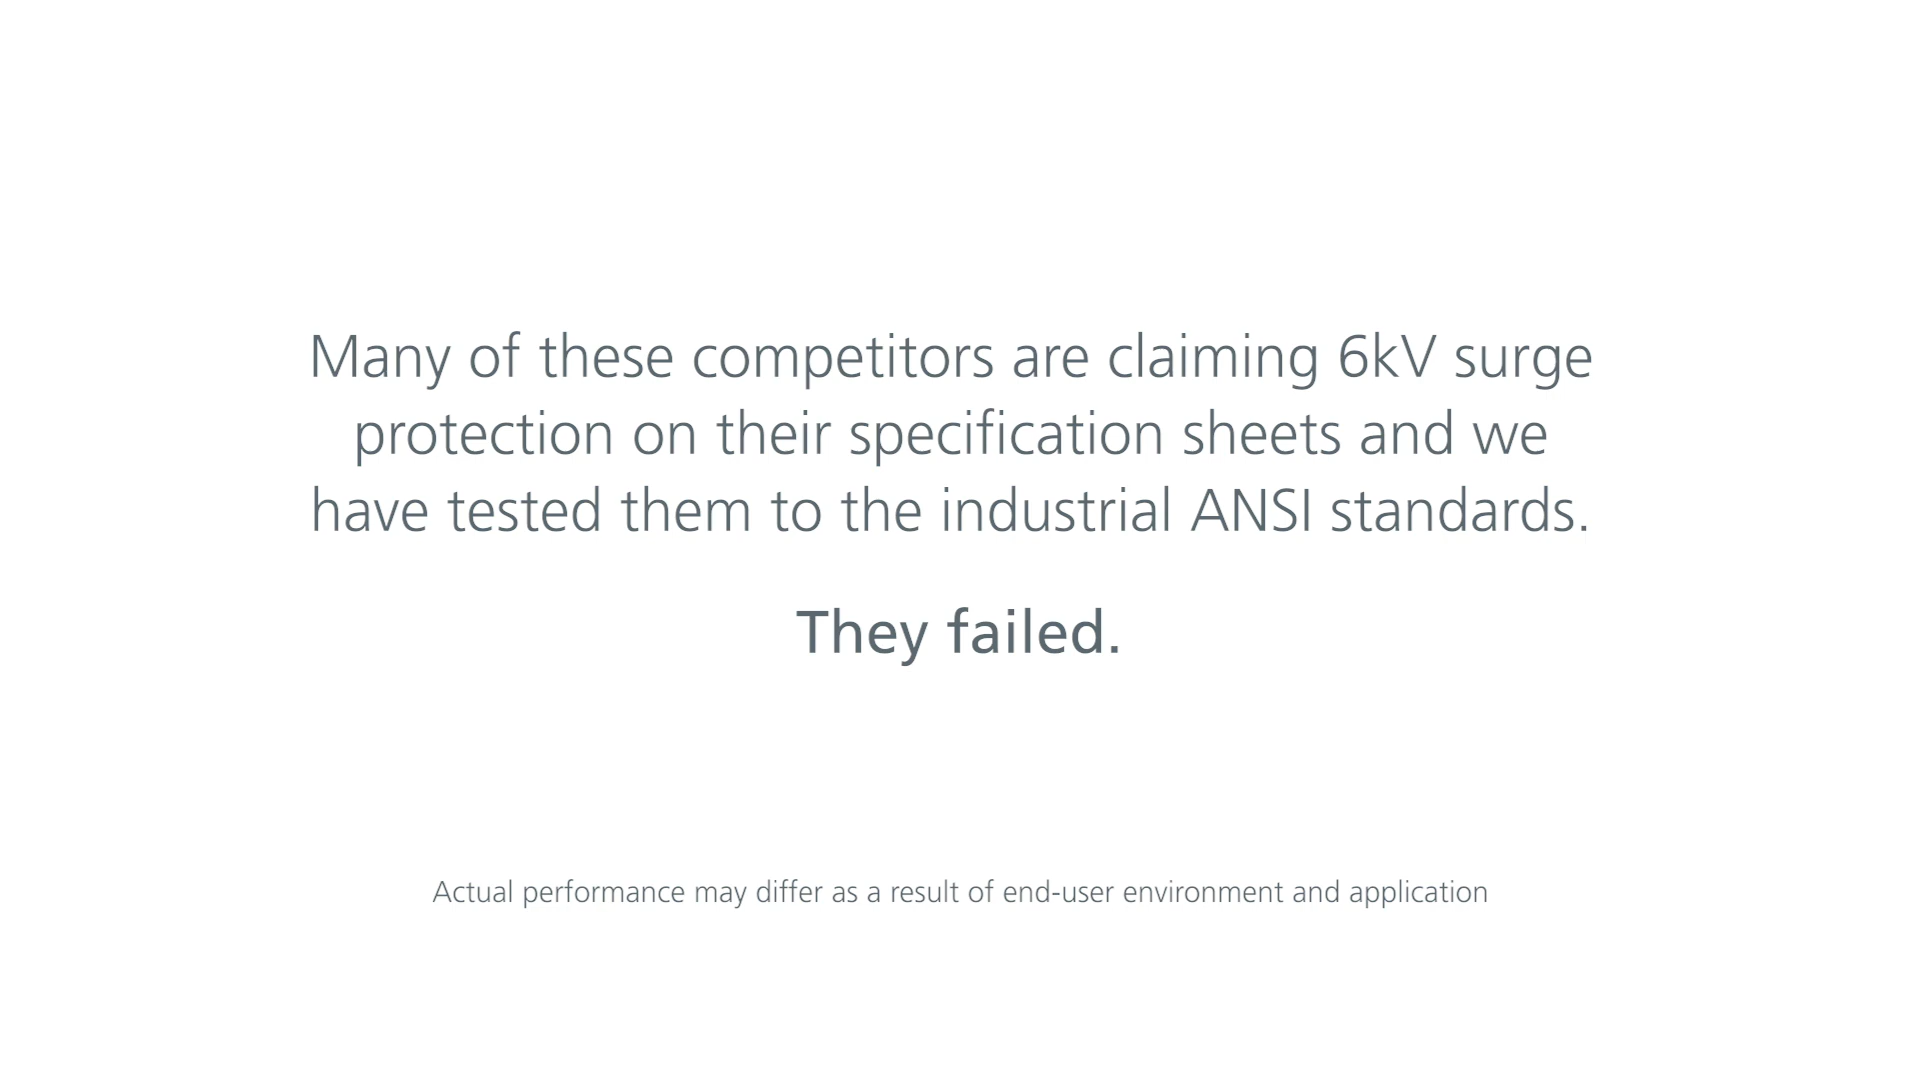 Many of these competitors are claiming 6kV surge
protection on their specification sheets and we
have tested them to the industrial ANSI standards.
They failed.
Actual performance may differ as a result of end-user environment and application